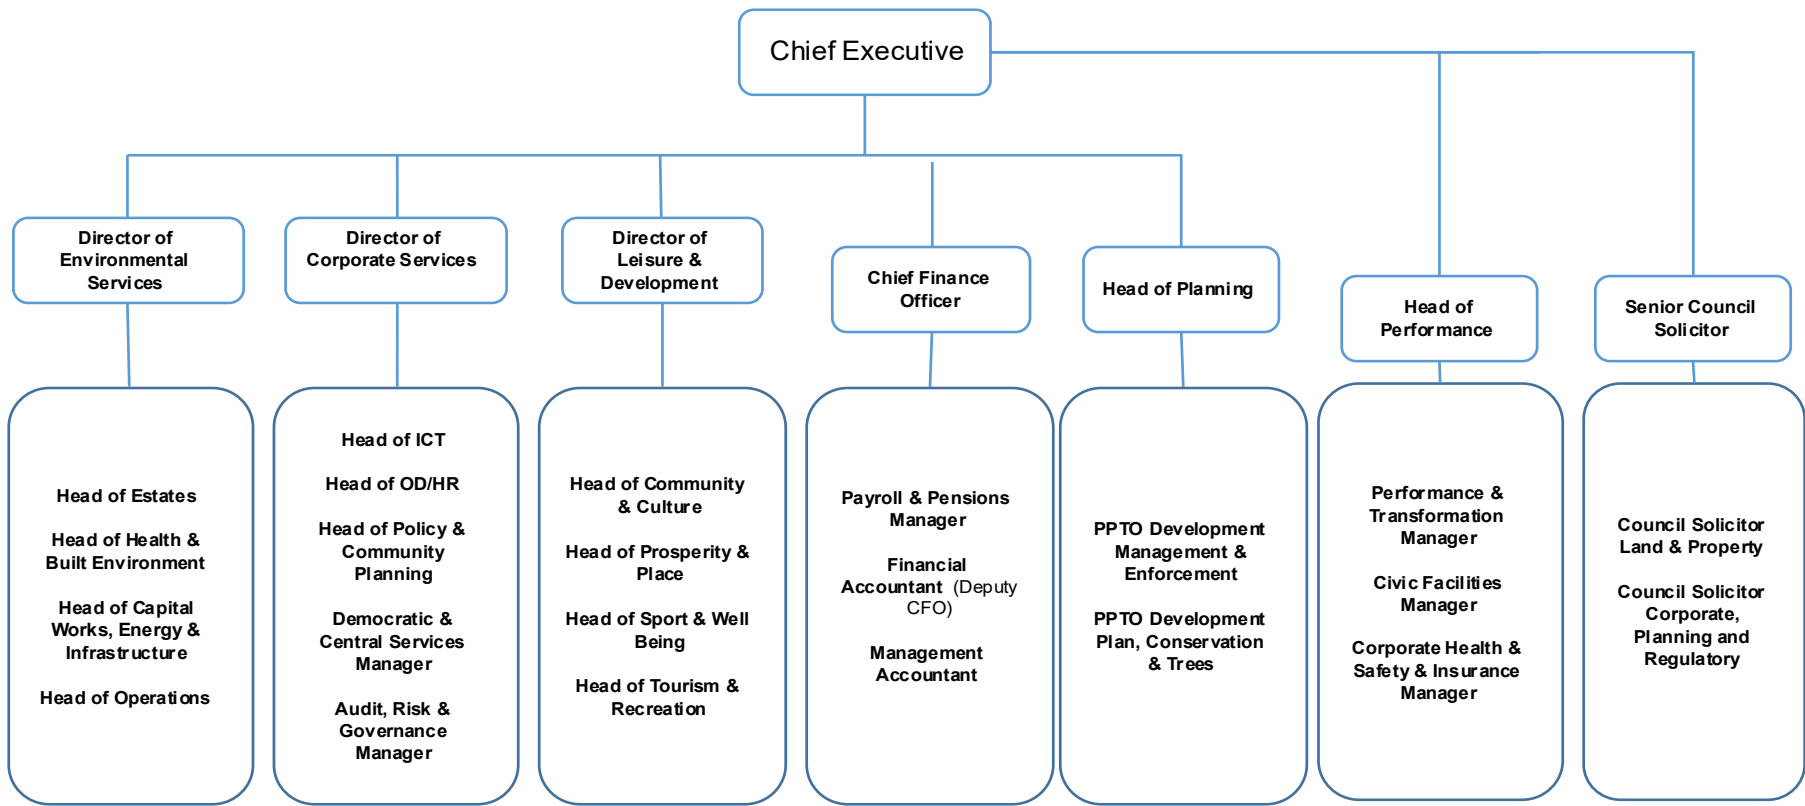 Chief Executive
Director of
Environmental
Services
Director of
Corporate Services
Director of
Leisure &
Development
Chief Finance
Officer
Head of Planning
Head of
Performance
Senior Council
Solicitor
Head of Estates
Head of Health &
Built Environment
Head of Capital
Works, Energy &
Infrastructure
Head of Operations
Head of ICT
Head of OD/HR
Head of Policy &
Community
Planning
Democratic &
Central Services
Manager
Audit, Risk &
Governance
Manager
Head of Community
& Culture
Head of Prosperity &
Place
Head of Sport & Well
Being
Head of Tourism &
Recreation
Payroll & Pensions
Manager
Financial
Accountant (Deputy
CFO)
Management
Accountant
PPTO Development
Management &
Enforcement
PPTO Development
Plan, Conservation
& Trees
Performance &
Transformation
Manager
Civic Facilities
Manager
Corporate Health &
Safety & Insurance
Manager
Council Solicitor
Land & Property
Council Solicitor
Corporate,
Planning and
Regulatory